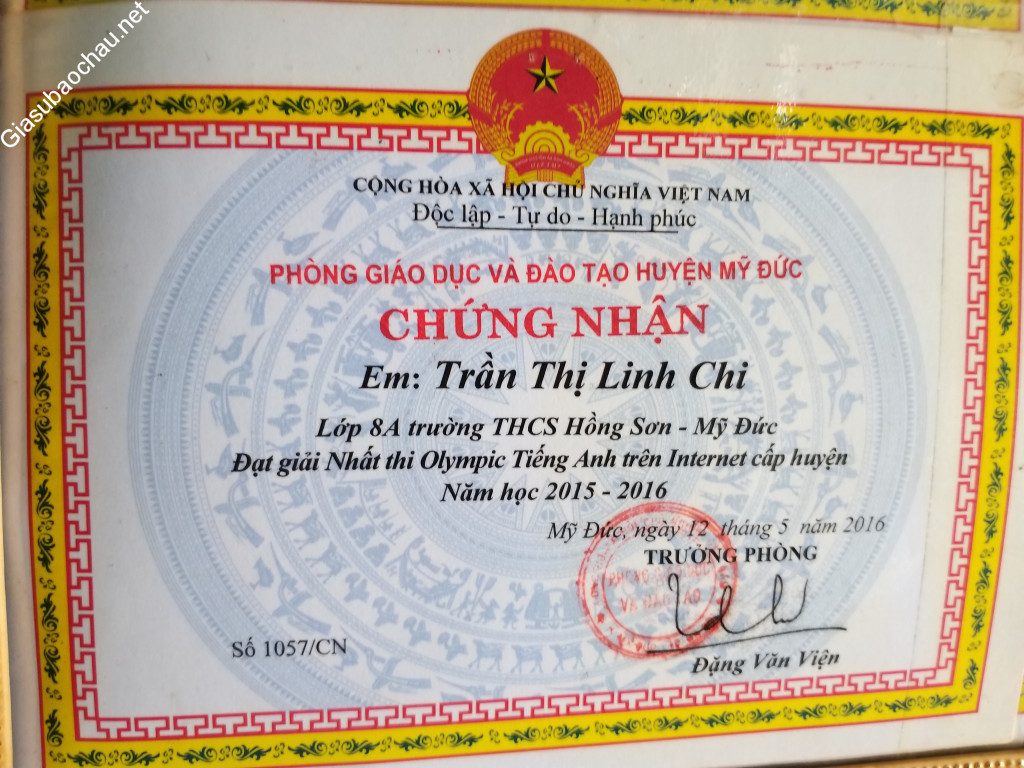 Giasubaochau.net
CỘNG HÒA XÃ HỘI CHỦ NGHĨA VIỆT NAM
Độc lập - Tự do - Hạnh phúc
PHÒNG GIÁO DỤC VÀ ĐÀO TẠO HUYỆN MỸ ĐỨC
CHỨNG NHẬN
Em: Trần Thị Linh Chi
Lớp 8A trường THCS Hồng Sơn - Mỹ Đức
Đạt giải Nhất thi Olympic Tiếng Anh trên Internet cấp huyện
Năm học 2015 - 2016
Mỹ Đức, ngày 12 tháng 5 năm 2016
TRƯỞNG PHÒNG
VÀ ĐÀO TẠO
Số 1057/CN
Đặng Văn Viện